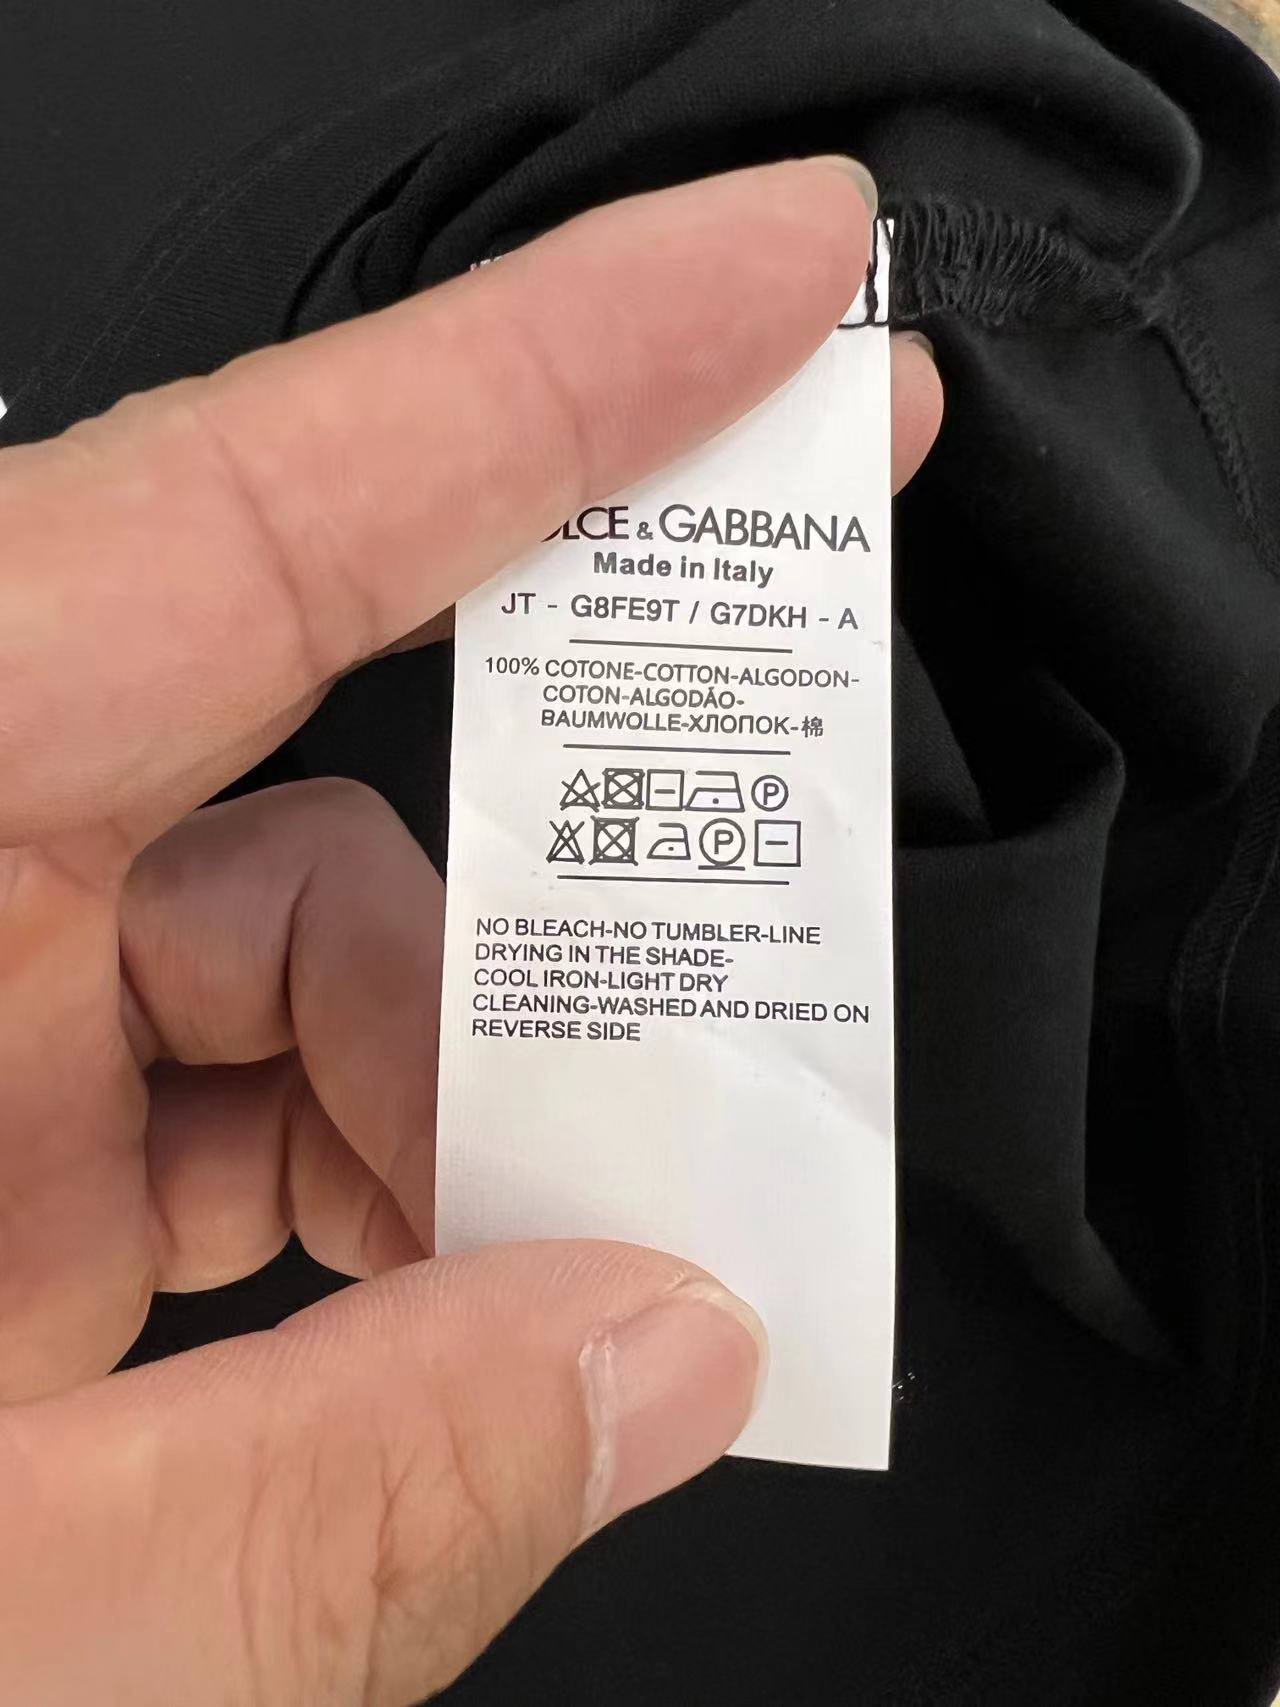 & GABBANA
Made in Italy
JT - G8FE9T / G7DKH - A
100% COTONE-COTTON-ALGODON-
COTON-ALGODÃO-
BAUMWOLLE-ХЛОПОК-棉
P
P
NO BLEACH-NO TUMBLER-LINE
DRYING IN THE SHADE-
COOL IRON-LIGHT DRY
CLEANING-WASHED AND DRIED ON
REVERSE SIDE